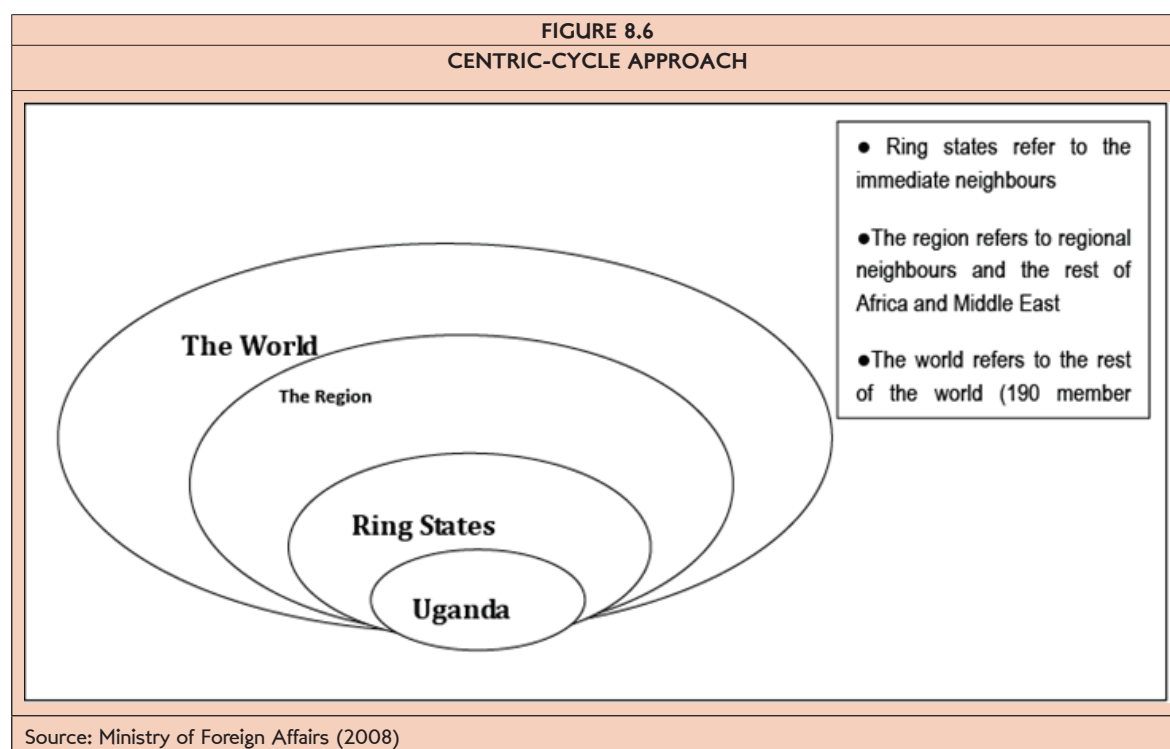 FIGURE 8.6
CENTRIC-CYCLE APPROACH
● Ring states refer to the
immediate neighbours
●The region refers to regional
neighbours and the rest of
Africa and Middle East
●The world refers to the rest
of the world (190 member
The World
The Region
Ring States
Uganda
Source: Ministry of Foreign Affairs (2008)